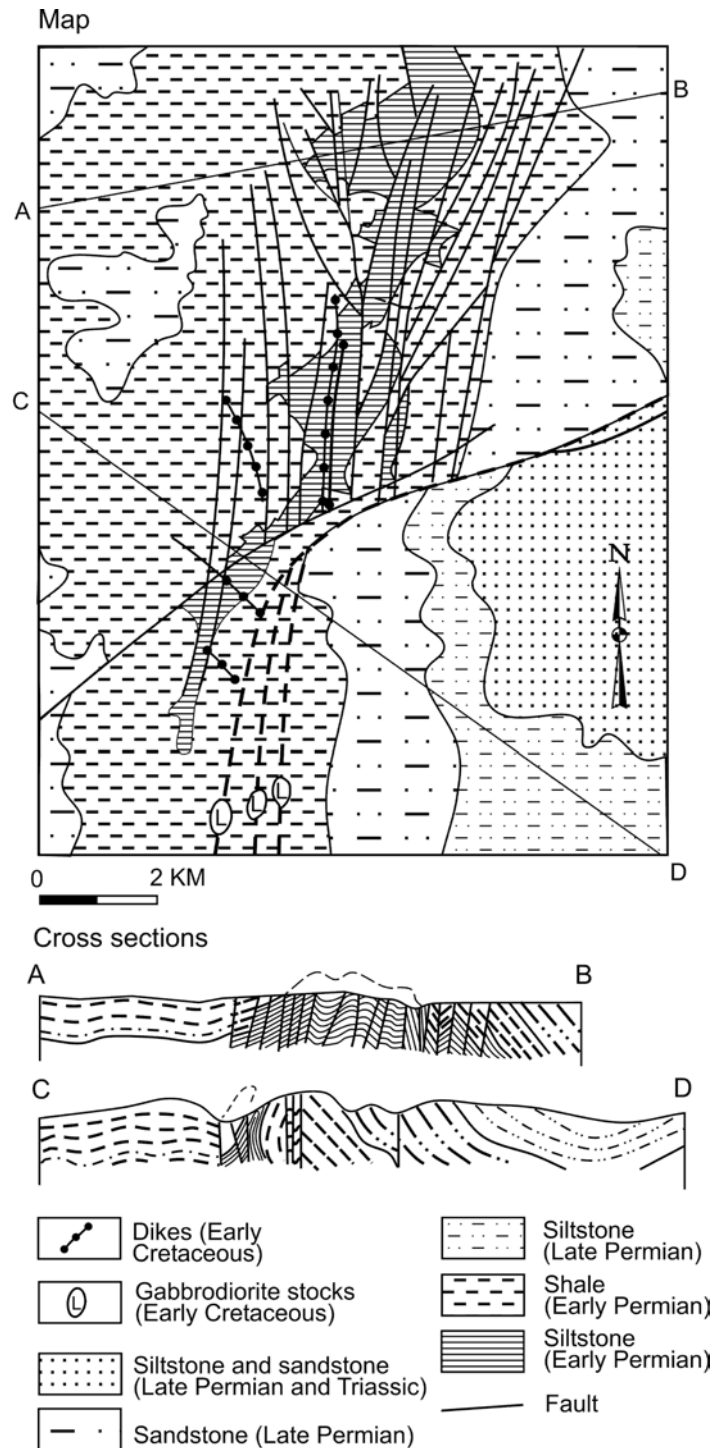 Map
B
A
C
N
L
L
L
D
0 2 KM
Cross sections
A B
C D
Dikes (Early
Cretaceous)
Gabbrodiorite stocks
(Early Cretaceous)
L
Siltstone and sandstone
(Late Permian and Triassic)
Sandstone (Late Permian)
Siltstone
(Late Permian)
Shale
(Early Permian)
Siltstone
(Early Permian)
Fault